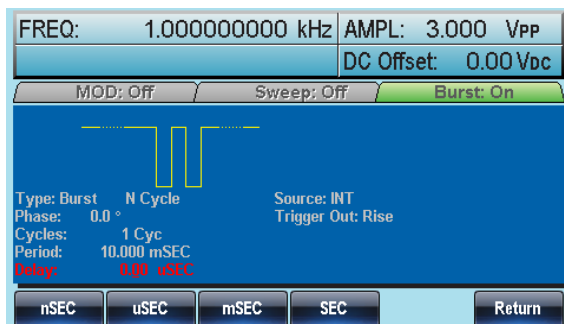 FREQ: 1.000000000 kHz AMPL: 3.000 VPP
DC Offset: 0.00 VDC
MOD: Off Sweep: Off Burst: On
Type: Burst N Cycle Source: INT
Phase: 0.0 ° Trigger Out: Rise
Cycles: 1 Cyc
Period: 10.000 mSEC
Delay: 0.00 uSEC
nSEC uSEC mSEC SEC Return